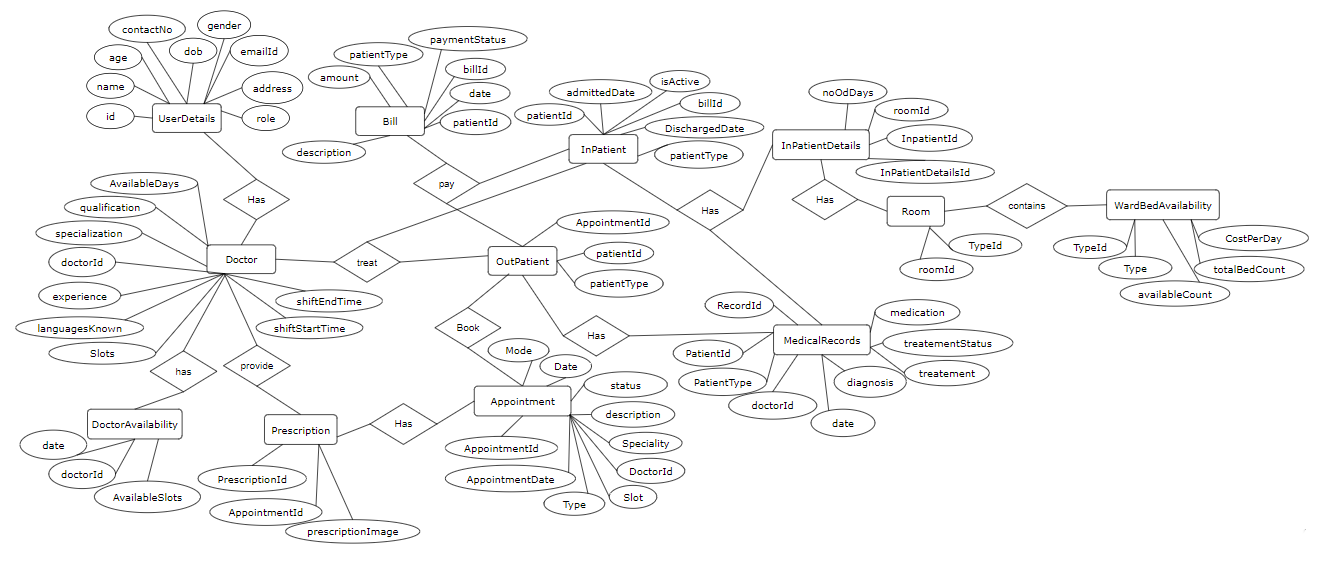 contactNo
gender
age
dob
emailId
name
address
id
UserDetails
role
paymentStatus
patientType
amount
billId
date
Bill
patientId
description
admittedDate
isActive
patientId
billId
DischargedDate
InPatient
patientType
noOdDays
roomId
InPatientDetails
InpatientId
InPatientDetailsId
AvailableDays
qualification
specialization
doctorId
experience
languagesKnown
Slots
Has
Doctor
shiftEndTime
shiftStartTime
pay
treat
AppointmentId
OutPatient
patientId
patientType
Has
Has
Room
TypeId
roomId
contains
WardBedAvailability
TypeId
Type
availableCount
CostPerDay
totalBedCount
Book
Has
RecordId
medication
MedicalRecords
treatementStatus
PatientId
treatement
PatientType
diagnosis
doctorId
date
has
provide
Mode
Date
status
Appointment
description
Speciality
AppointmentId
DoctorId
AppointmentDate
Slot
Type
DoctorAvailability
date
doctorId
AvailableSlots
Prescription
Has
PrescriptionId
AppointmentId
prescriptionImage